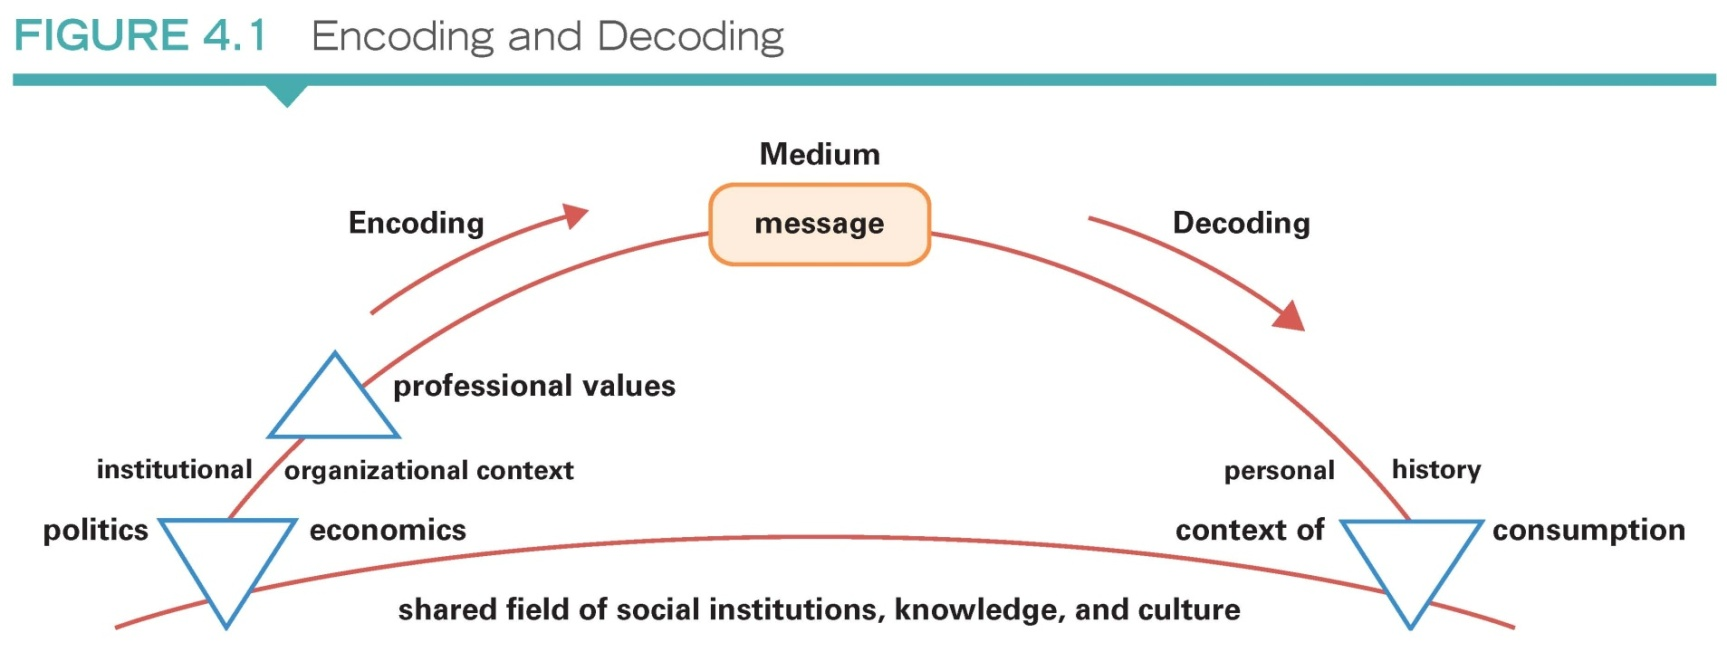 FIGURE 4.1 Encoding and Decoding
Medium
message
Encoding
Decoding
professional values
institutional organizational context
personal history
politics economics
context of consumption
shared field of social institutions, knowledge, and culture